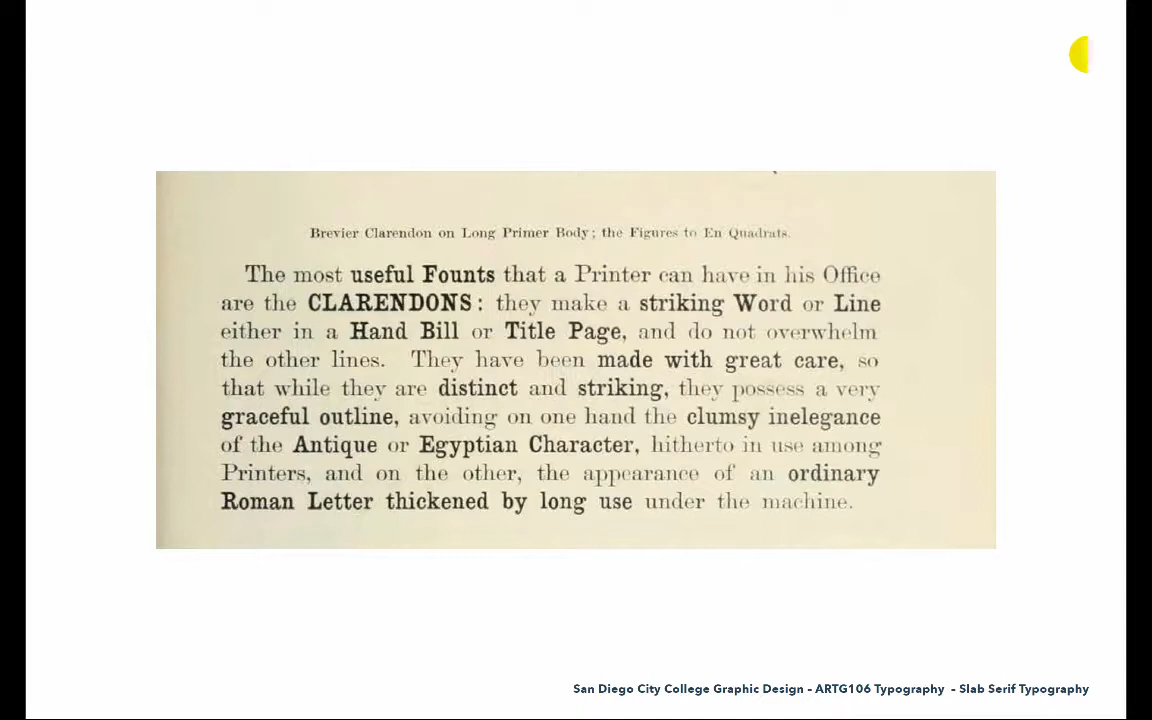 Brevier Clarendon on Long Primer Body; the Figures to En Quadrats.
The most useful Founts that a Printer can have in his Office
are the CLARENDONS: they make a striking Word or Line
either in a Hand Bill or Title Page, and do not overwhelm
the other lines. They have been made with great care, so
that while they are distinct and striking, they possess a very
graceful outline, avoiding on one hand the clumsy inelegance
of the Antique or Egyptian Character, hitherto in use among
Printers, and on the other, the appearance of an ordinary
Roman Letter thickened by long use under the machine.
San Diego City College Graphic Design - ARTG106 Typography - Slab Serif Typography